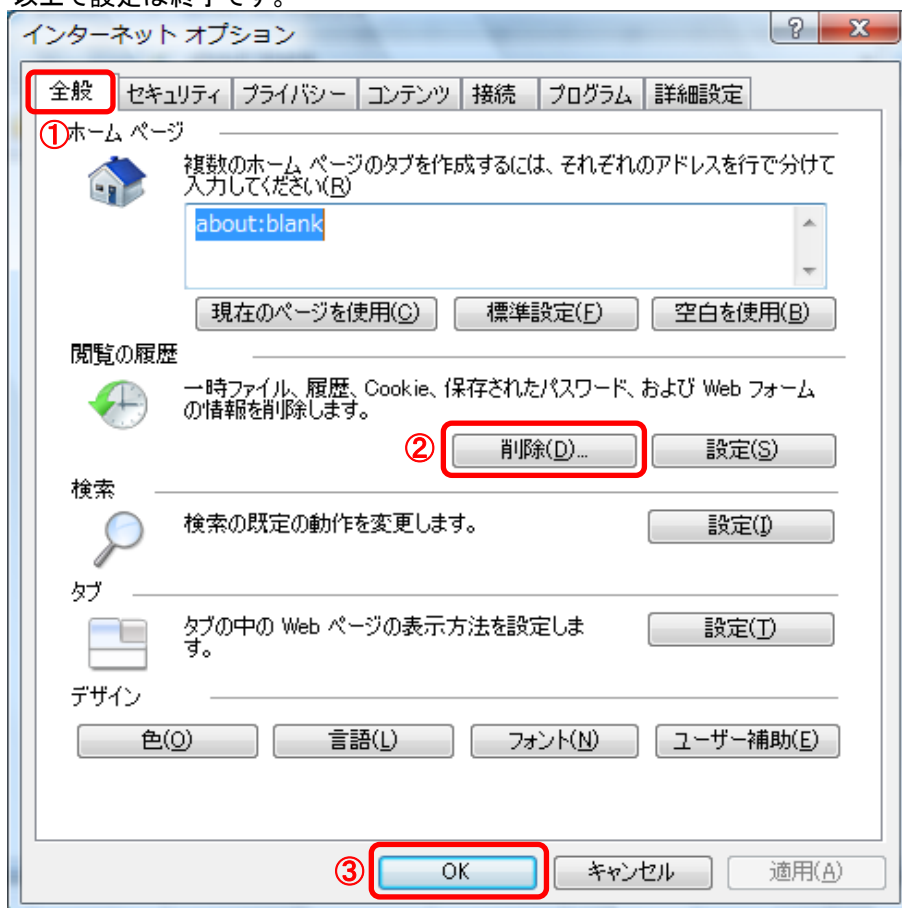 以上で設定は終了です。
インターネット オプション
全般 セキュリティ プライバシー コンテンツ 接続 プログラム 詳細設定
①ホーム ページ
複数のホーム ページのタブを作成するには、それぞれのアドレスを行で分けて
入力してください(R)
about:blank
現在のページを使用(C) 標準設定(F) 空白を使用(B)
閲覧の履歴
一時ファイル、履歴、Cookie、保存されたパスワード、および Web フォーム
の情報を削除します。
② 削除(D)... 設定(S)
検索
検索の既定の動作を変更します。 設定(I)
タブ
タブの中の Web ページの表示方法を設定しま 設定(T)
す。
デザイン
色(O) 言語(L) フォント(N) ユーザー補助(E)
③ OK キャンセル 適用(A)